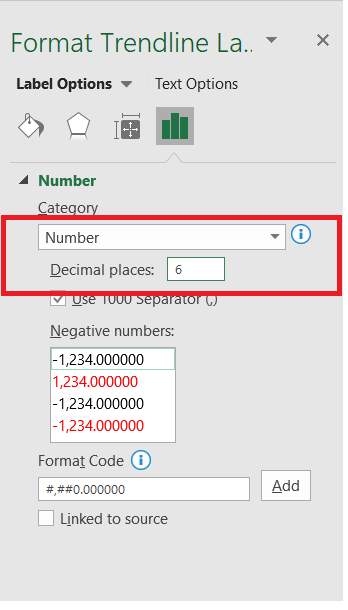 Format Trendline La..
Label Options Text Options
Number
Category
Number
Decimal places: 6
Use 1000 Separator (,)
Negative numbers:
-1,234.000000
1,234.000000
-1,234.000000
-1,234.000000
Format Code
#,##0.000000 Add
Linked to source